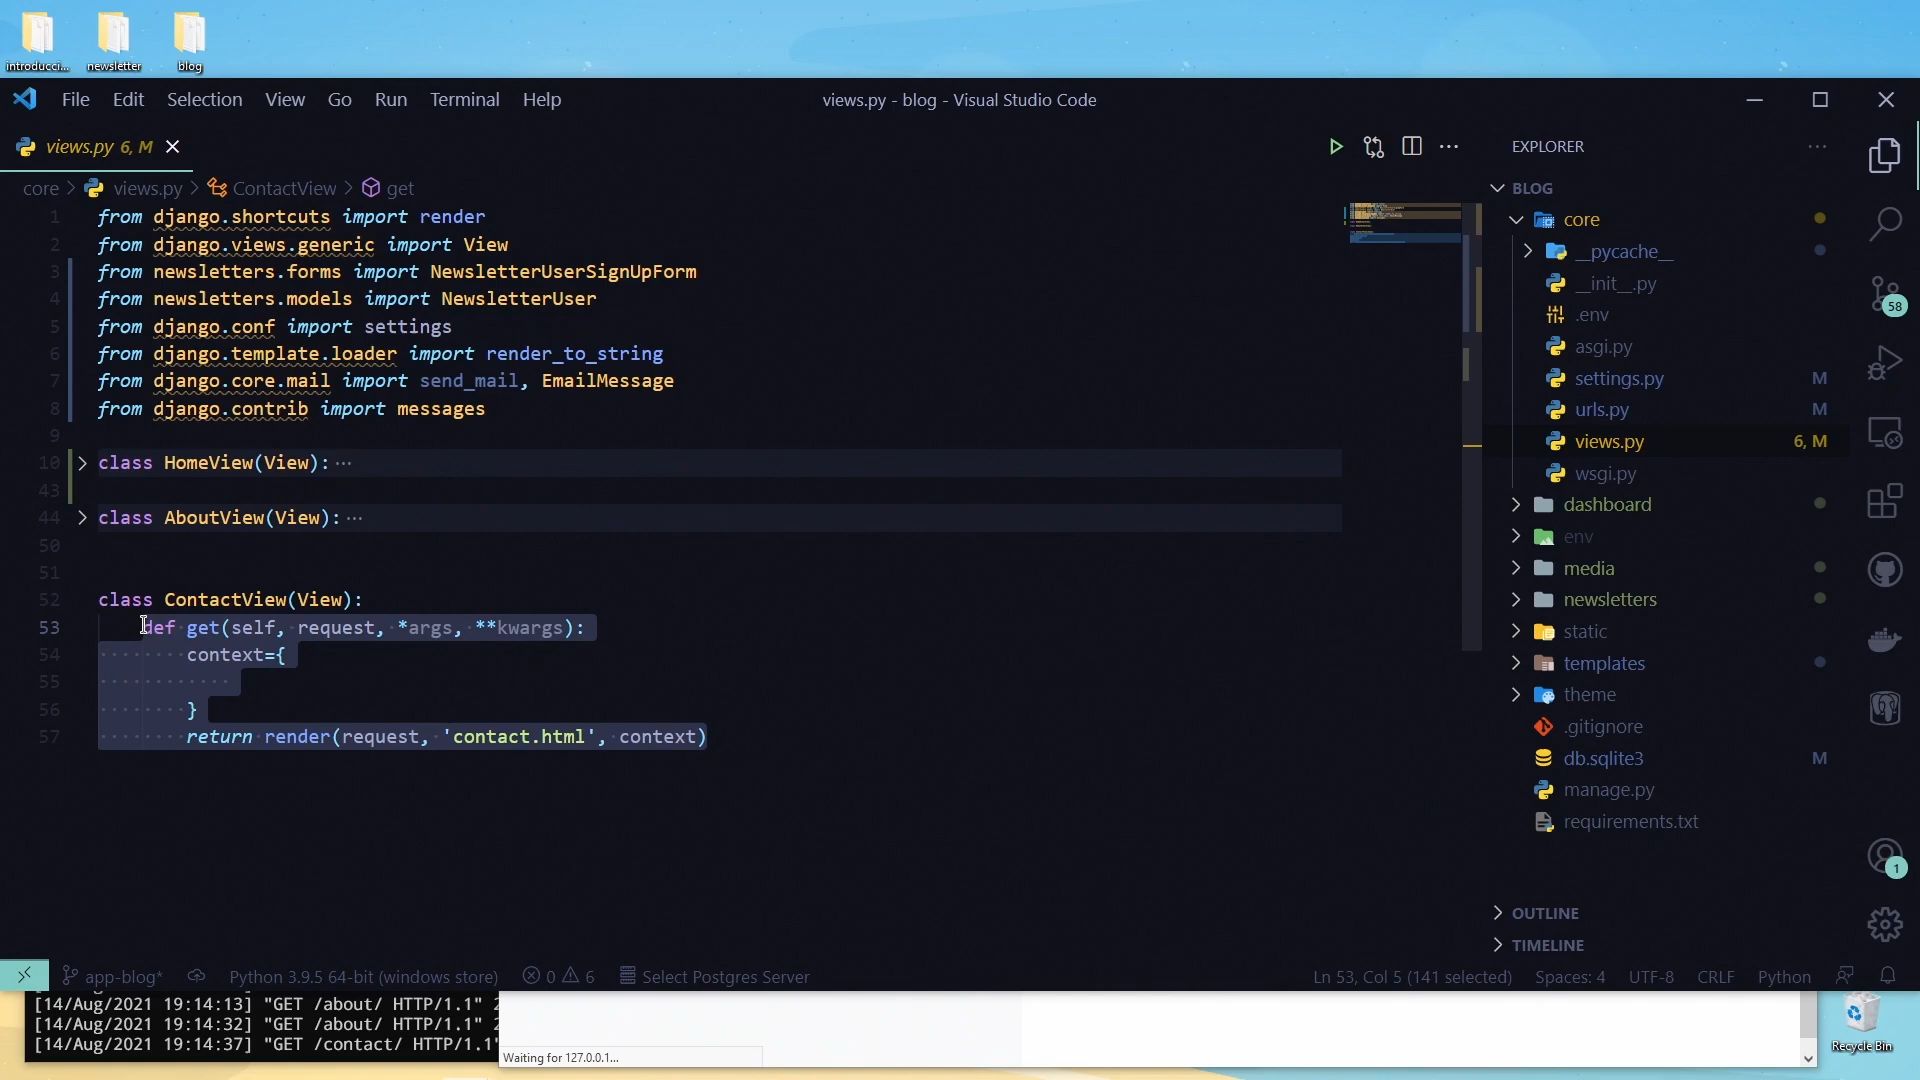 introducci...
newsletter
blog
File Edit Selection View Go Run Terminal Help
views.py - blog - Visual Studio Code
views.py 6, M
EXPLORER
core > views.py > ContactView > get
BLOG
1 from django.shortcuts import render
2 from django.views.generic import View
3 from newsletters.forms import NewsletterUserSignUpForm
4 from newsletters.models import NewsletterUser
5 from django.conf import settings
6 from django.template.loader import render_to_string
7 from django.core.mail import send_mail, EmailMessage
8 from django.contrib import messages
9
10 class HomeView(View): ...
43
44 class AboutView(View): ...
50
51
52 class ContactView(View):
53 def get(self, request, *args, **kwargs):
54 context={
55
56 }
57 return render(request, 'contact.html', context)
core
__pycache__
__init__.py
.env
asgi.py
settings.py M
urls.py M
views.py 6, M
wsgi.py
dashboard
env
media
newsletters
static
templates
theme
.gitignore
db.sqlite3 M
manage.py
requirements.txt
OUTLINE
TIMELINE
58
1
app-blog* Python 3.9.5 64-bit (windows store) 0 6 Select Postgres Server
Ln 53, Col 5 (141 selected) Spaces: 4 UTF-8 CRLF Python
[14/Aug/2021 19:14:13] "GET /about/ HTTP/1.1" 2
[14/Aug/2021 19:14:32] "GET /about/ HTTP/1.1" 2
[14/Aug/2021 19:14:37] "GET /contact/ HTTP/1.1"
Waiting for 127.0.0.1...
Recycle Bin